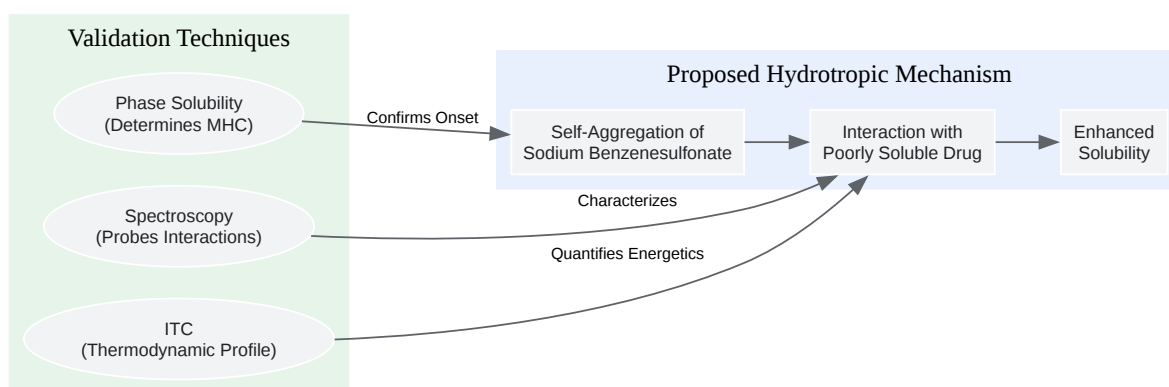 Validation Techniques
Phase Solubility
(Determines MHC)
Spectroscopy
(Probes Interactions)
ITC
(Thermodynamic Profile)
Confirms Onset
Characterizes
Quantifies Energetics
Proposed Hydrotropic Mechanism
Self-Aggregation of
Sodium Benzenesulfonate
Interaction with
Poorly Soluble Drug
Enhanced
Solubility